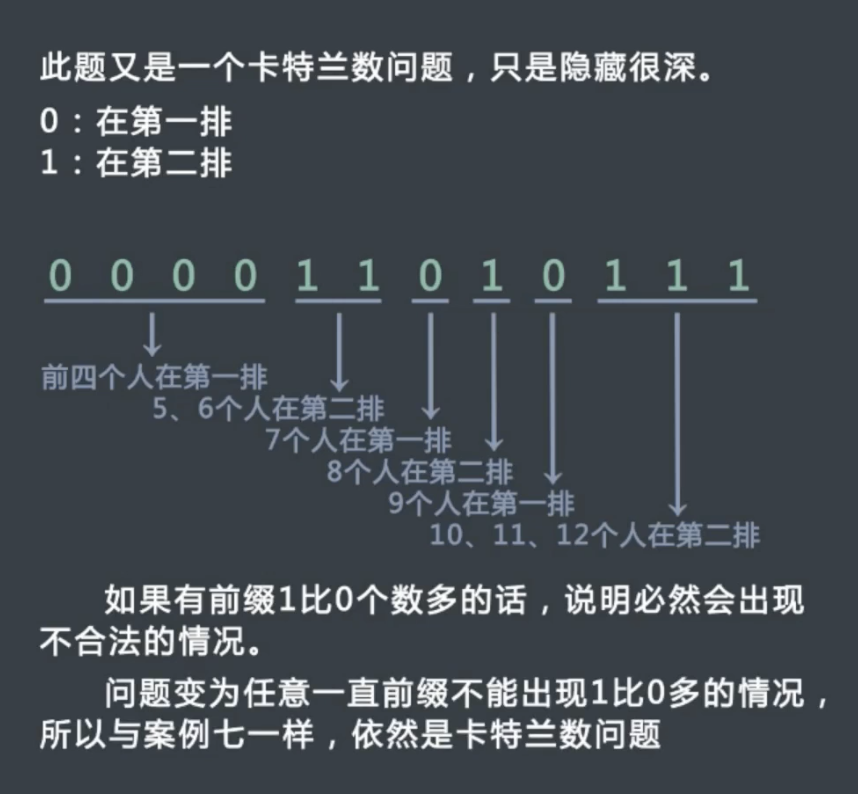 此题又是一个卡特兰数问题，只是隐藏很深。
0：在第一排
1：在第二排
0 0 0 0 1 1 0 1 0 1 1 1
前四个人在第一排
5、6个人在第二排
7个人在第一排
8个人在第二排
9个人在第一排
10、11、12个人在第二排
如果有前缀1比0个数多的话，说明必然会出现
不合法的情况。
问题变为任意一直前缀不能出现1比0多的情况，
所以与案例七一样，依然是卡特兰数问题